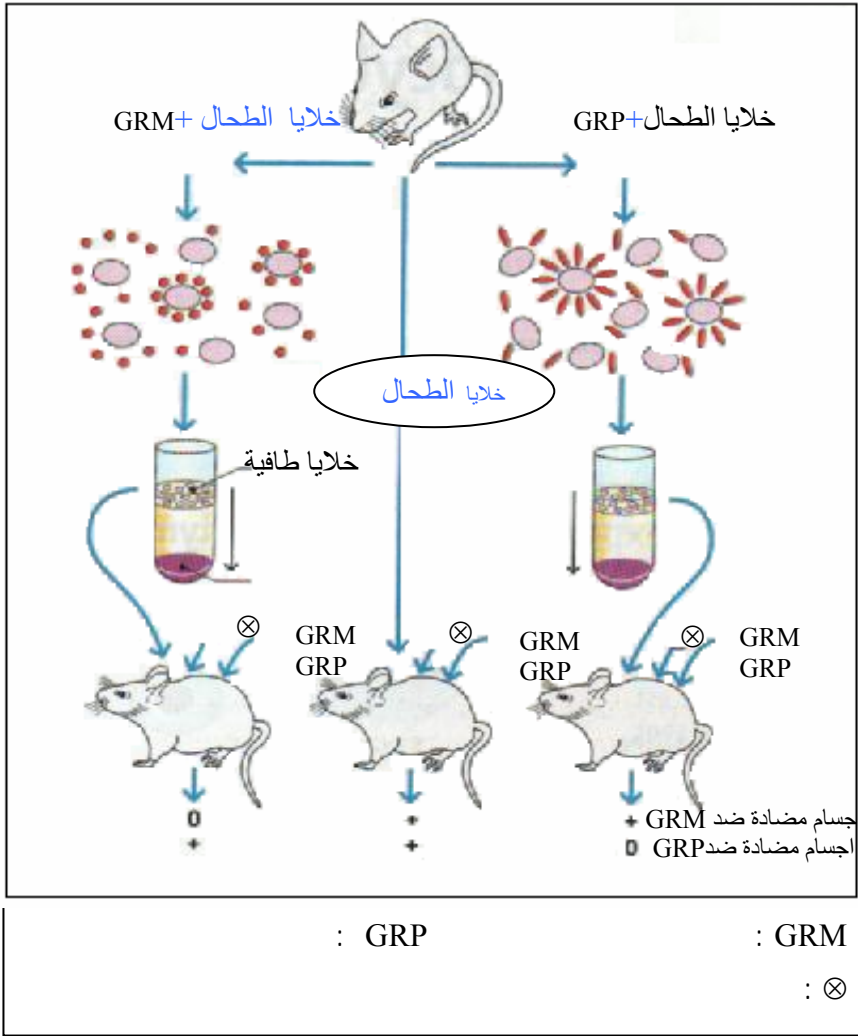 GRM+ خلايا الطحال
GRP+خلايا الطحال
خلايا الطحال
خلايا طافية
⊗
GRM
GRP
⊗
GRM
GRP
⊗
GRM
GRP
0
+
+
+
+ جسام مضادة ضد GRM
0 اجسام مضادة ضدGRP
GRM :
GRP :
⊗ :